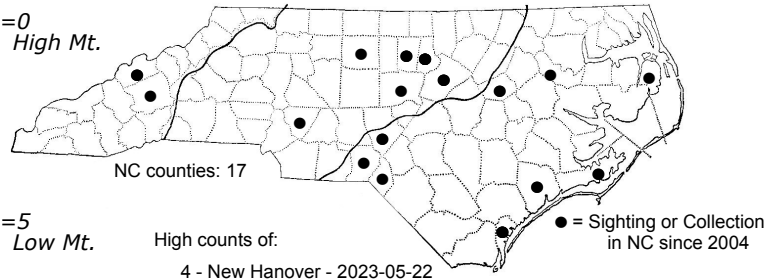 =0
High Mt.
NC counties: 17
=5
Low Mt.
● = Sighting or Collection
in NC since 2004
High counts of:
4 - New Hanover - 2023-05-22